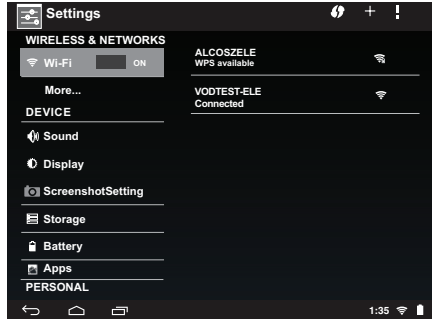 Settings
WIRELESS & NETWORKS
Wi-Fi ON
More...
DEVICE
Sound
Display
ScreenshotSetting
Storage
Battery
Apps
PERSONAL
ALCOSZELE
WPS available
VODTEST-ELE
Connected
1:35